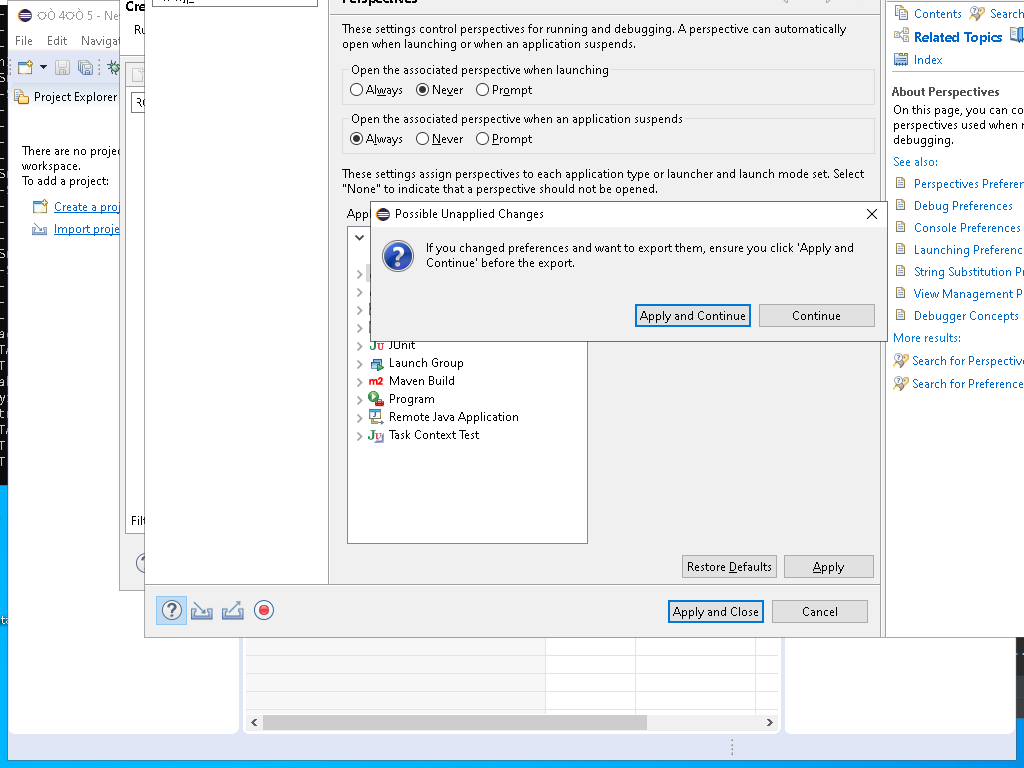 File Edit Navigat
Project Explorer
There are no projec
workspace.
To add a project:
Create a proj
Import proje
Cre
Ru
Filt
Perspectives
These settings control perspectives for running and debugging. A perspective can automatically
open when launching or when an application suspends.
Open the associated perspective when launching
Always Never Prompt
Open the associated perspective when an application suspends
Always Never Prompt
These settings assign perspectives to each application type or launcher and launch mode set. Select
"None" to indicate that a perspective should not be opened.
Appl
Possible Unapplied Changes
If you changed preferences and want to export them, ensure you click 'Apply and
Continue' before the export.
Apply and Continue Continue
JUnit
Launch Group
m2 Maven Build
Program
Remote Java Application
Task Context Test
Restore Defaults Apply
Apply and Close Cancel
Contents Search
Related Topics
Index
About Perspectives
On this page, you can co
perspectives used when r
debugging.
See also:
Perspectives Preferen
Debug Preferences
Console Preferences
Launching Preferenc
String Substitution Pr
View Management P
Debugger Concepts
More results:
Search for Perspective
Search for Preference